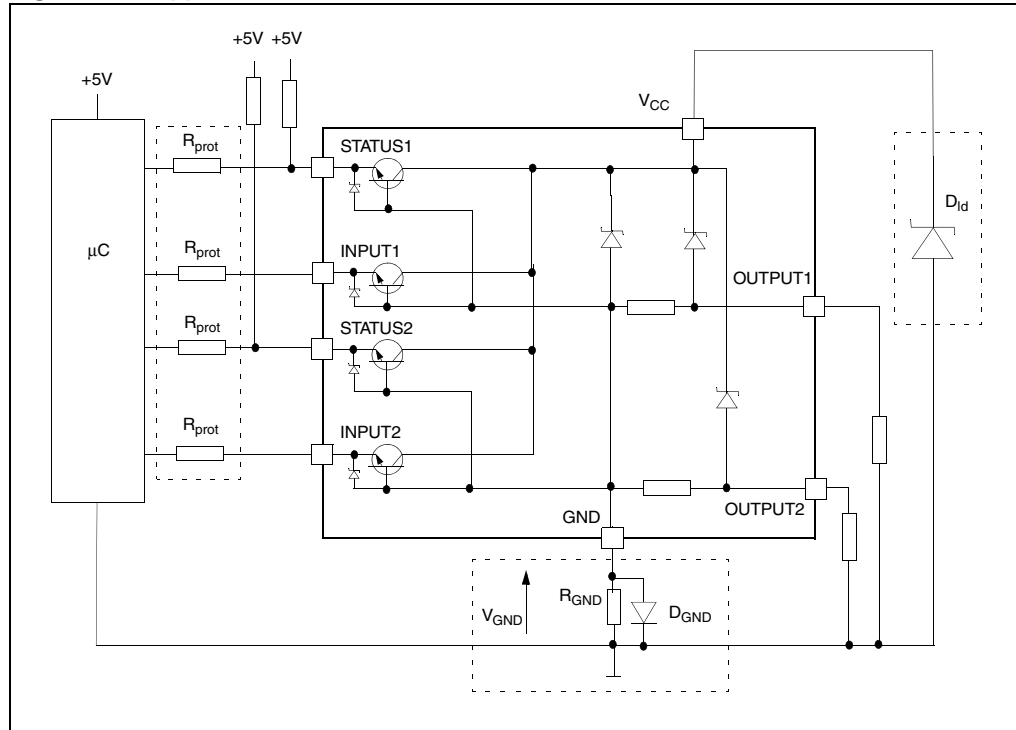 +5V +5V
+5V
V_CC
R_prot
STATUS1
D_ld
µC
R_prot
INPUT1
OUTPUT1
R_prot
STATUS2
R_prot
INPUT2
GND
OUTPUT2
R_GND
V_GND
D_GND